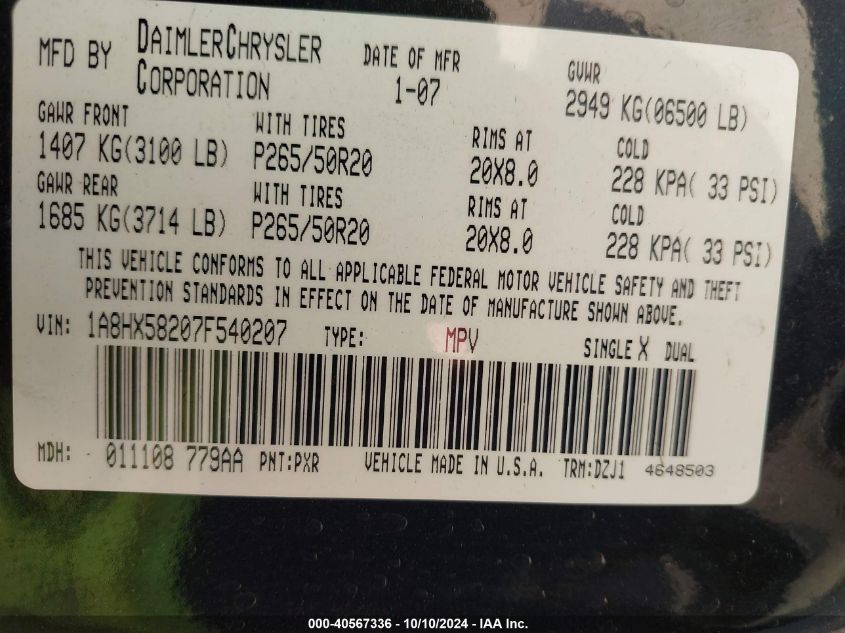 MFD BY DAIMLERCHRYSLER CORPORATION
DATE OF MFR 1-07
GVWR 2949 KG(06500 LB)
GAWR FRONT WITH TIRES RIMS AT COLD
1407 KG(3100 LB) P265/50R20 20X8.0 228 KPA( 33 PSI)
GAWR REAR WITH TIRES RIMS AT COLD
1685 KG(3714 LB) P265/50R20 20X8.0 228 KPA( 33 PSI)
THIS VEHICLE CONFORMS TO ALL APPLICABLE FEDERAL MOTOR VEHICLE SAFETY AND THEFT
PREVENTION STANDARDS IN EFFECT ON THE DATE OF MANUFACTURE SHOWN ABOVE.
VIN: 1A8HX58207F540207 TYPE: MPV SINGLE X DUAL
MDH: 011108 779AA PNT:PXR VEHICLE MADE IN U.S.A. TRM:DZJ1 4648503
000-40567336 - 10/10/2024 - IAA Inc.